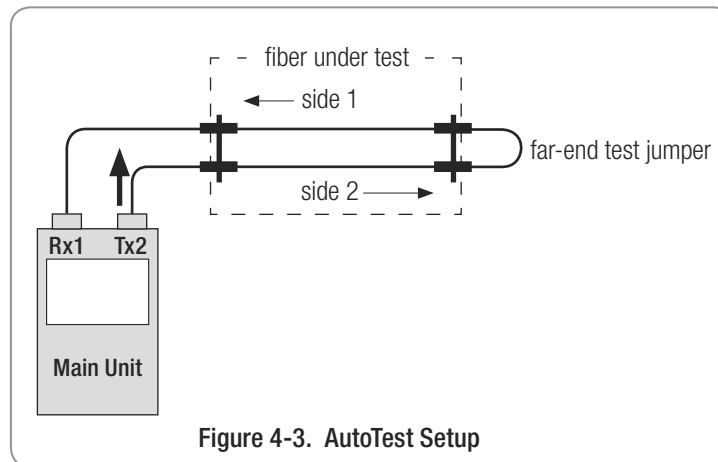 fiber under test
side 1
far-end test jumper
side 2
Rx1 Tx2
Main Unit
Figure 4-3. AutoTest Setup